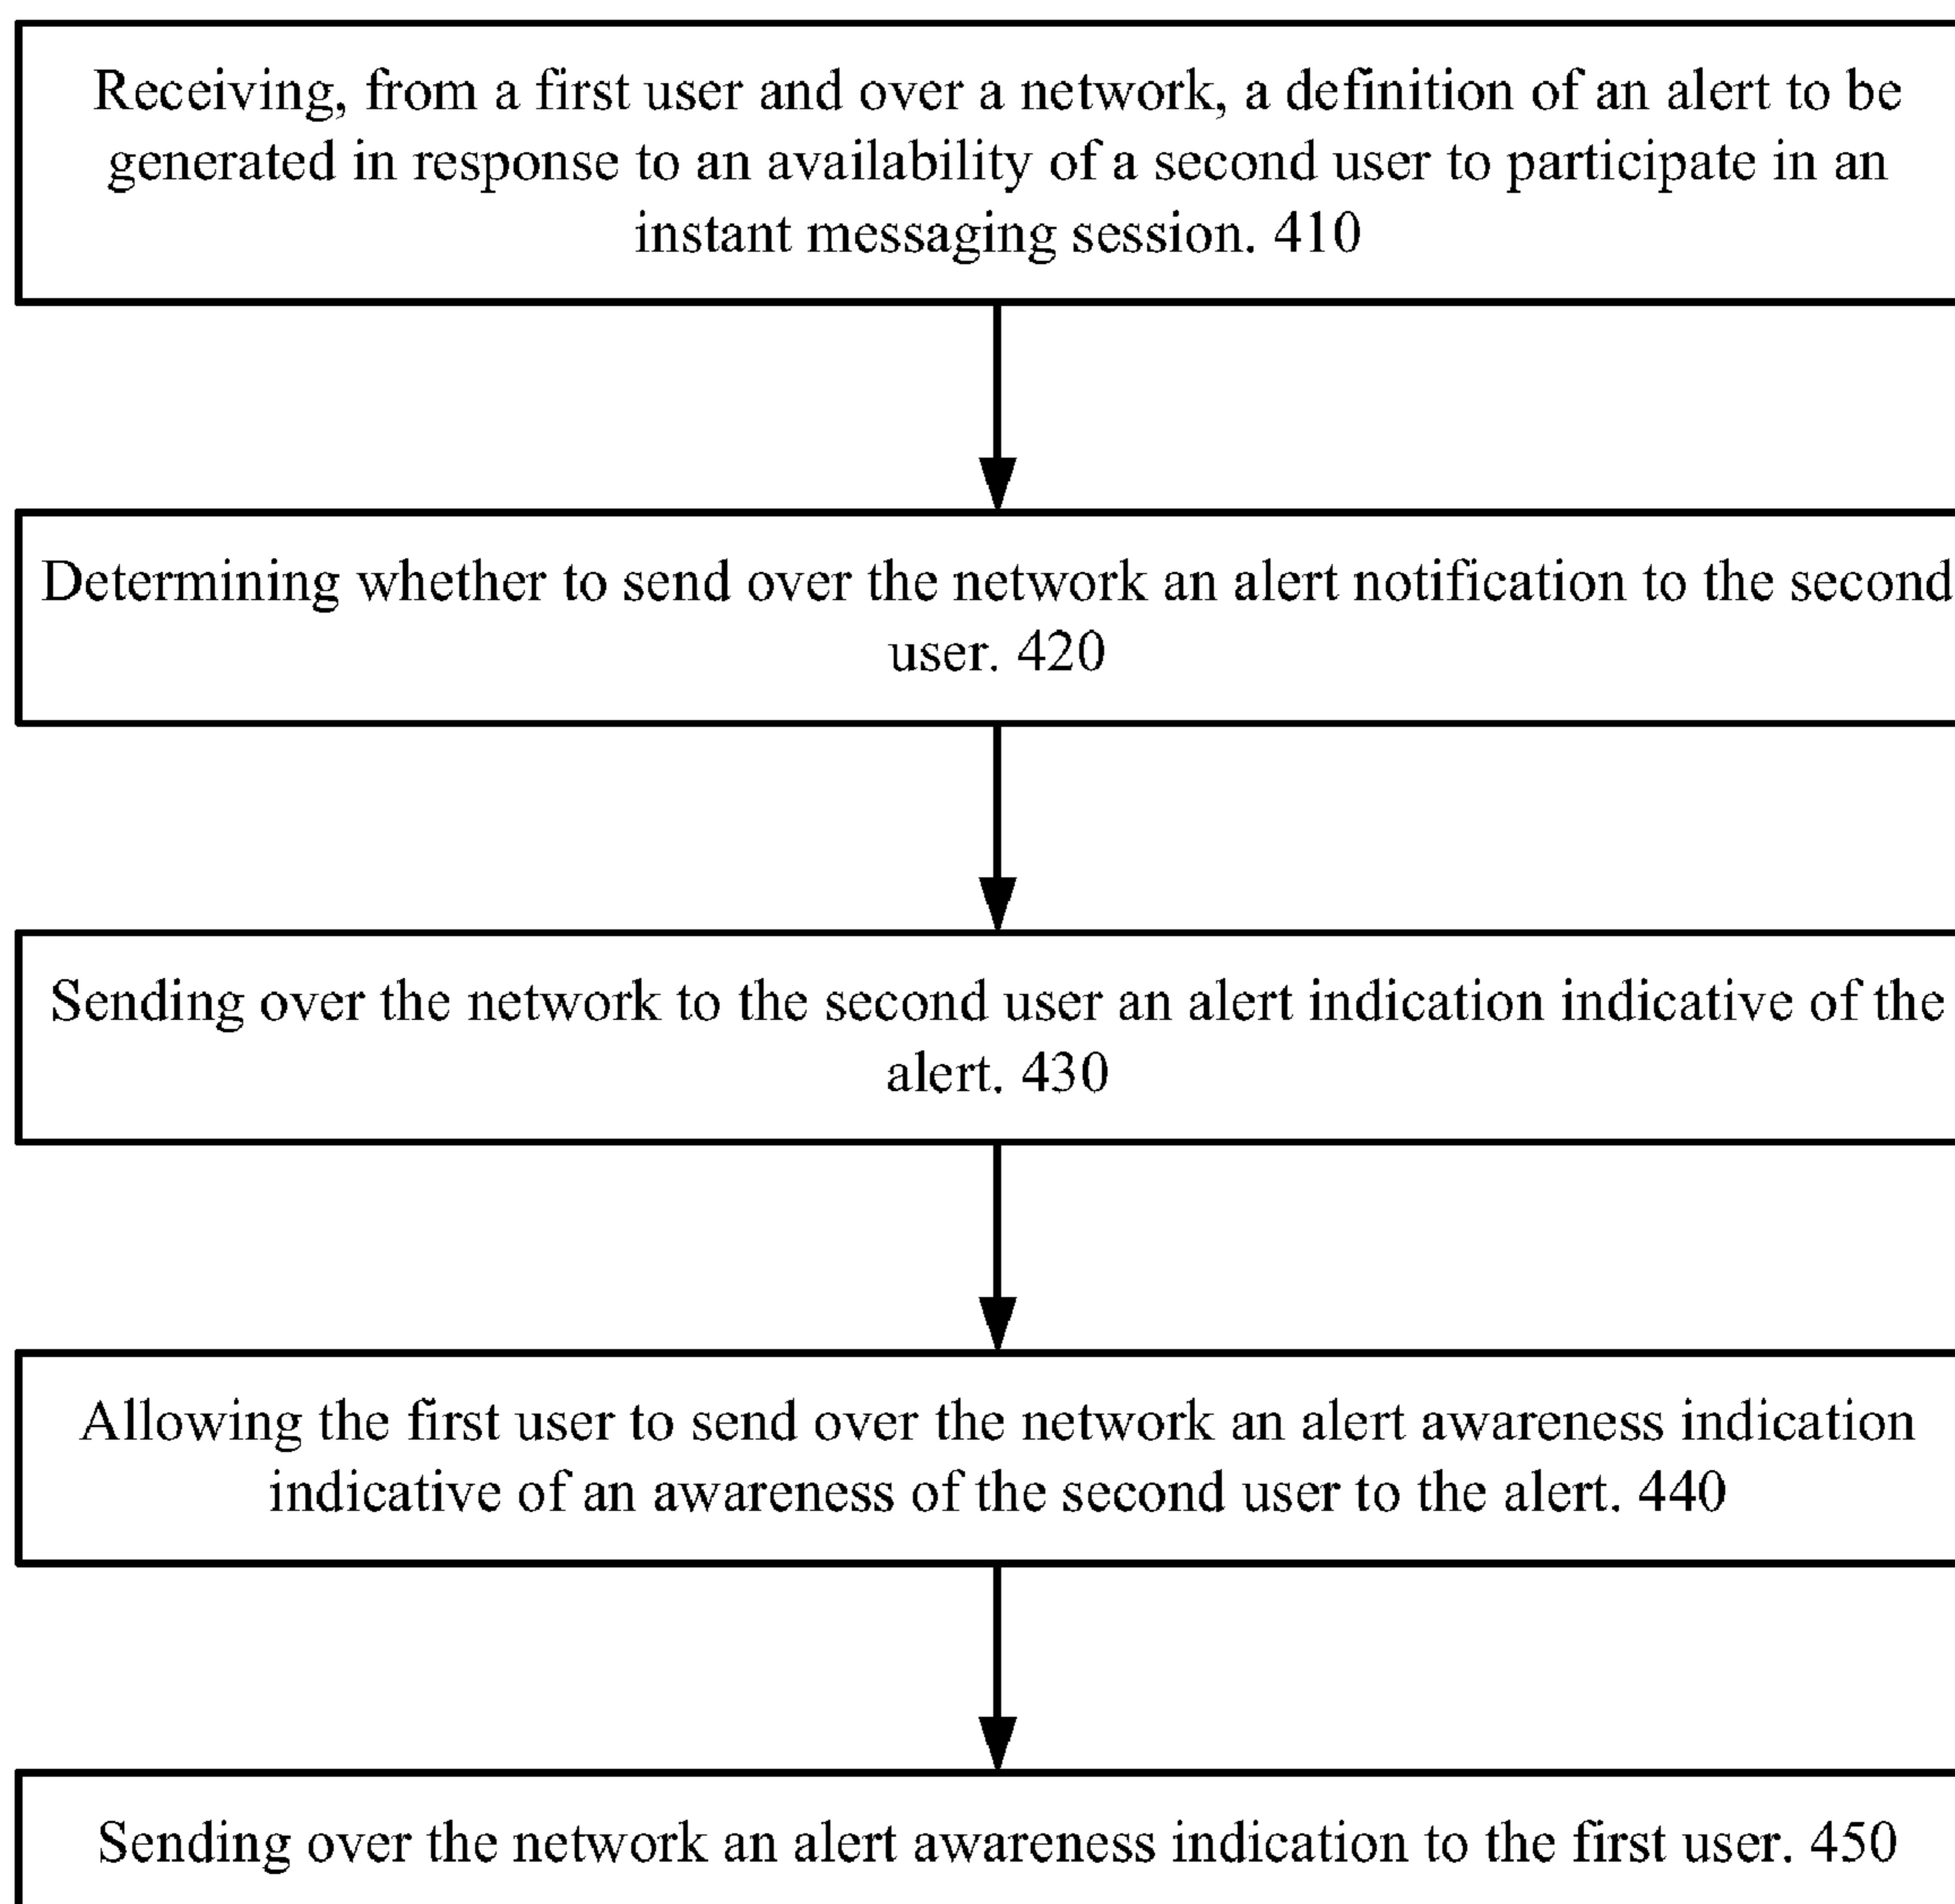 Receiving, from a first user and over a network, a definition of an alert to be
generated in response to an availability of a second user to participate in an
instant messaging session. 410
Determining whether to send over the network an alert notification to the second
user. 420
Sending over the network to the second user an alert indication indicative of the
alert. 430
Allowing the first user to send over the network an alert awareness indication
indicative of an awareness of the second user to the alert. 440
Sending over the network an alert awareness indication to the first user. 450